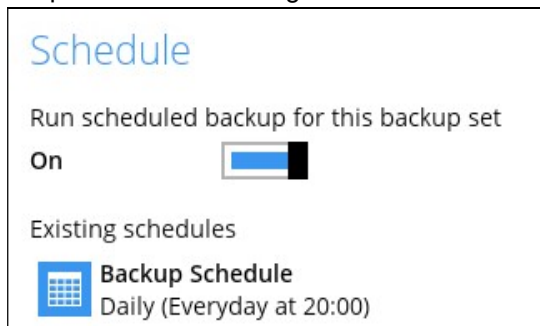 Schedule
Run scheduled backup for this backup set
On
Existing schedules
Backup Schedule
Daily (Everyday at 20:00)